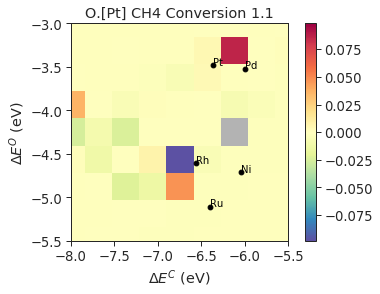 O.[Pt] CH4 Conversion 1.1
−3.0
−3.5
−4.0
−4.5
−5.0
−5.5
ΔE^O (eV)
Pt
Pd
Rh
Ni
Ru
−8.0 −7.5 −7.0 −6.5 −6.0 −5.5
ΔE^C (eV)
0.075
0.050
0.025
0.000
−0.025
−0.050
−0.075